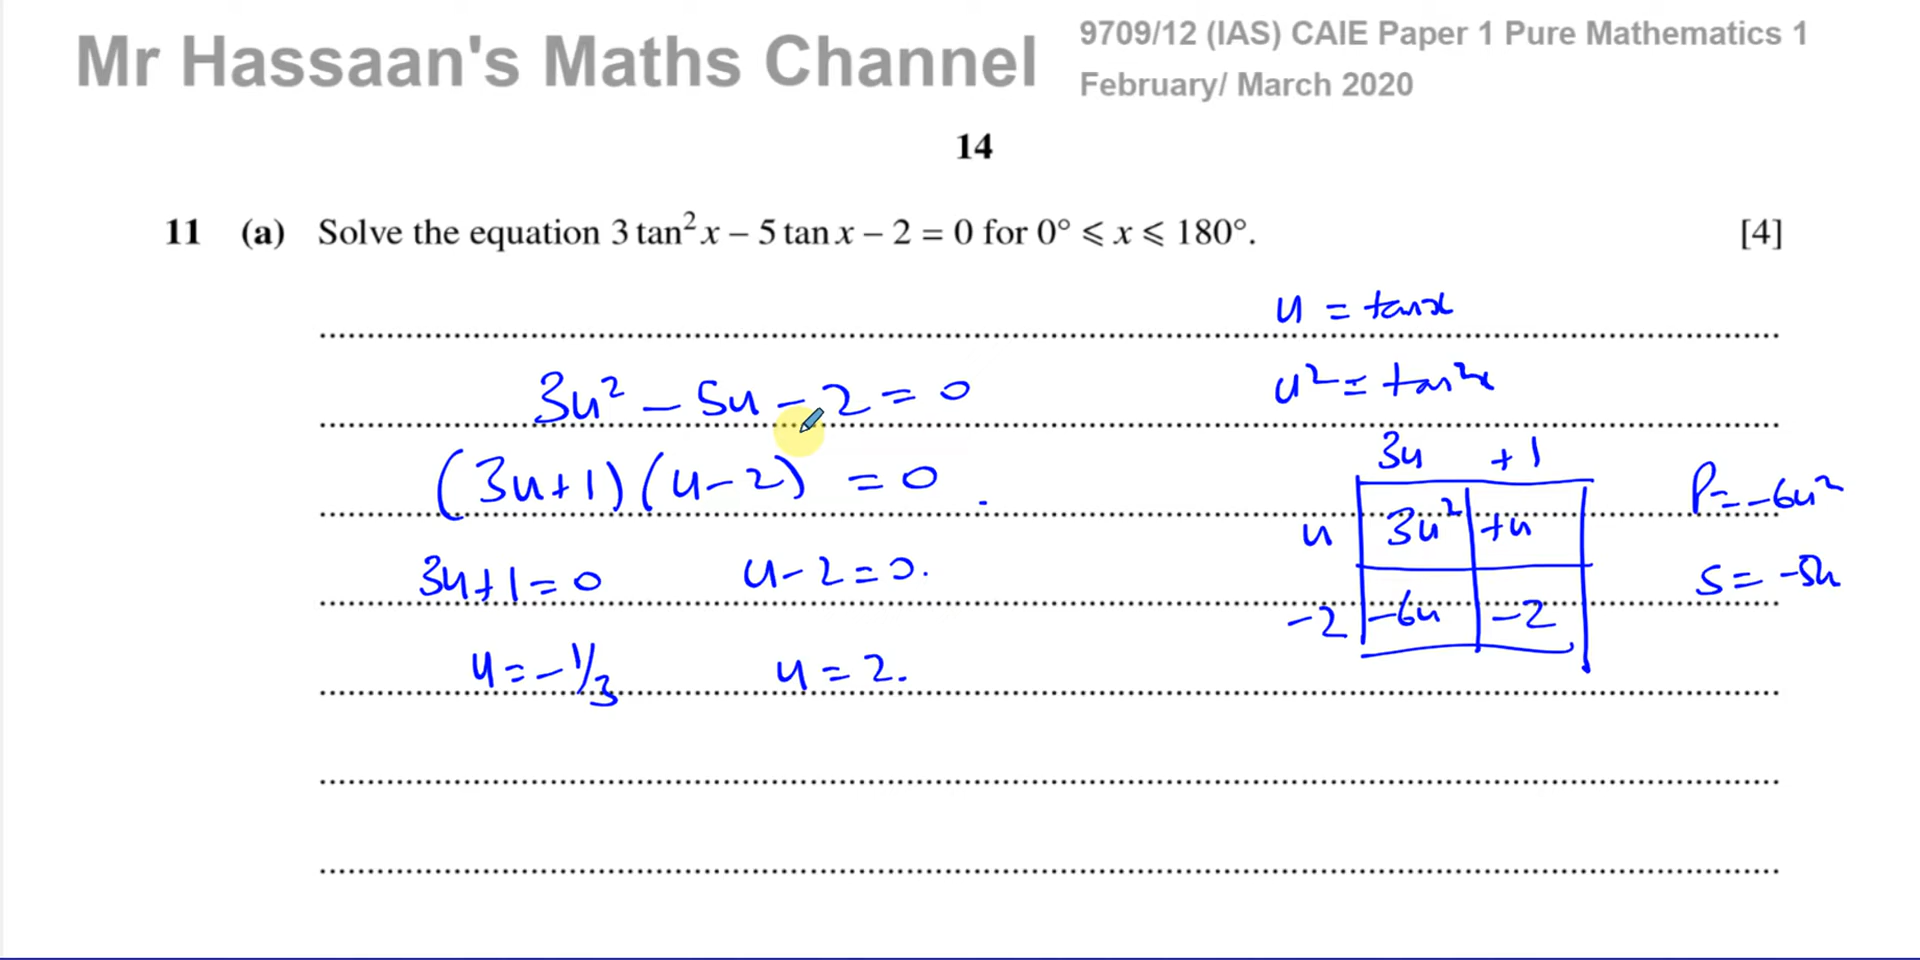 Mr Hassaan's Maths Channel
9709/12 (IAS) CAIE Paper 1 Pure Mathematics 1
February/ March 2020
14
11 (a) Solve the equation 3 tan²x − 5 tan x − 2 = 0 for 0° ⩽ x ⩽ 180°. [4]
u = tanx
3u² − 5u − 2 = 0
u² = tan²x
(3u+1)(u−2) = 0.
3u +1
P = −6u²
u 3u² +u
3u+1=0 u−2=0.
S = −5u
−2 −6u −2
u=−1/3 u=2.